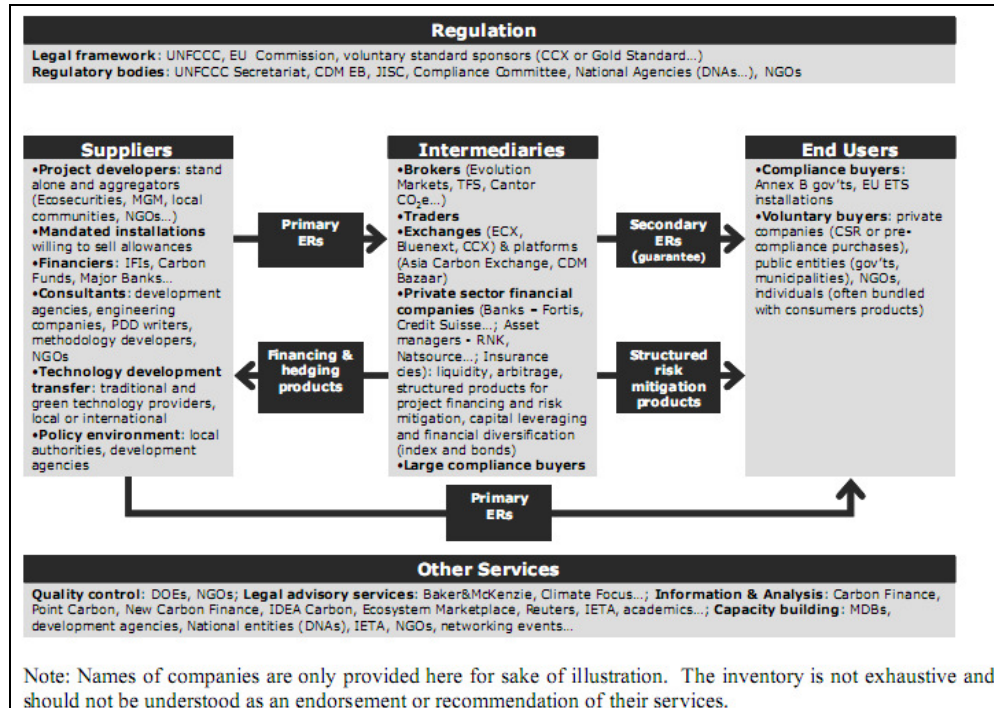 Regulation
Legal framework: UNFCCC, EU Commission, voluntary standard sponsors (CCX or Gold Standard…)
Regulatory bodies: UNFCCC Secretariat, CDM EB, JISC, Compliance Committee, National Agencies (DNAs…), NGOs
Suppliers
•Project developers: stand
alone and aggregators
(Ecosecurities, MGM, local
communities, NGOs…)
•Mandated installations
willing to sell allowances
•Financiers: IFIs, Carbon
Funds, Major Banks…
•Consultants: development
agencies, engineering
companies, PDD writers,
methodology developers,
NGOs
•Technology development
transfer: traditional and
green technology providers,
local or international
•Policy environment: local
authorities, development
agencies
Primary
ERs
Financing &
hedging
products
Intermediaries
•Brokers (Evolution
Markets, TFS, Cantor
CO₂e…)
•Traders
•Exchanges (ECX,
Bluenext, CCX) & platforms
(Asia Carbon Exchange, CDM
Bazaar)
•Private sector financial
companies (Banks – Fortis,
Credit Suisse…; Asset
managers - RNK,
Natsource…; Insurance
cies): liquidity, arbitrage,
structured products for
project financing and risk
mitigation, capital leveraging
and financial diversification
(index and bonds)
•Large compliance buyers
Secondary
ERs
(guarantee)
Structured
risk
mitigation
products
End Users
•Compliance buyers:
Annex B gov'ts, EU ETS
installations
•Voluntary buyers: private
companies (CSR or pre-
compliance purchases),
public entities (gov'ts,
municipalities), NGOs,
individuals (often bundled
with consumers products)
Primary
ERs
Other Services
Quality control: DOEs, NGOs; Legal advisory services: Baker&McKenzie, Climate Focus…; Information & Analysis: Carbon Finance,
Point Carbon, New Carbon Finance, IDEA Carbon, Ecosystem Marketplace, Reuters, IETA, academics…; Capacity building: MDBs,
development agencies, National entities (DNAs), IETA, NGOs, networking events…
Note: Names of companies are only provided here for sake of illustration. The inventory is not exhaustive and
should not be understood as an endorsement or recommendation of their services.